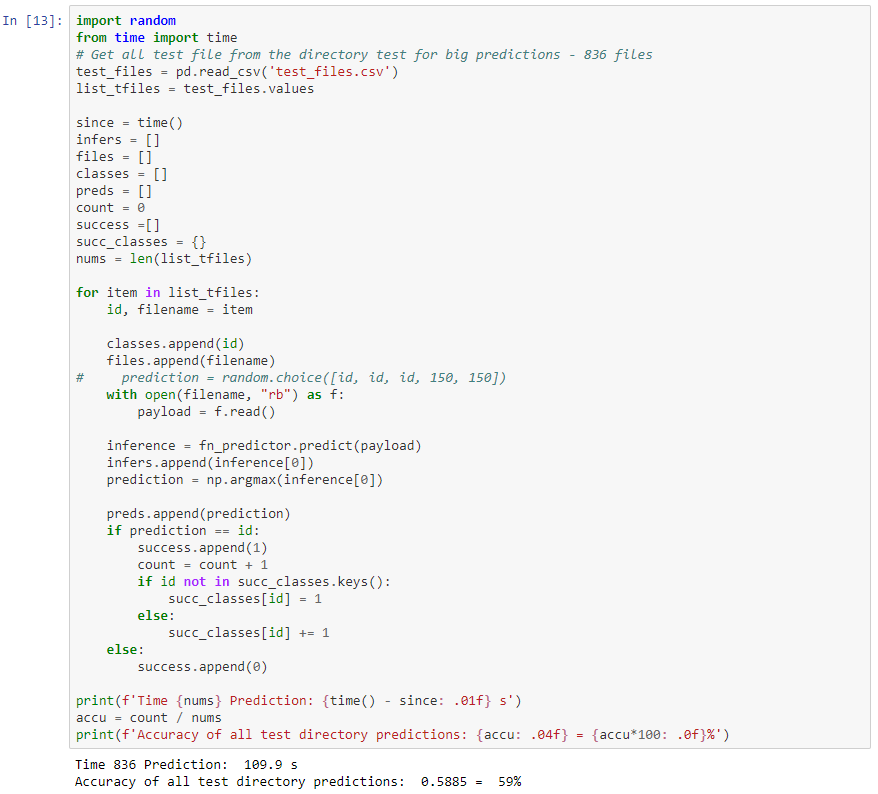 In [13]: import random
from time import time
# Get all test file from the directory test for big predictions - 836 files
test_files = pd.read_csv('test_files.csv')
list_tfiles = test_files.values

since = time()
infers = []
files = []
classes = []
preds = []
count = 0
success =[]
succ_classes = {}
nums = len(list_tfiles)

for item in list_tfiles:
    id, filename = item

    classes.append(id)
    files.append(filename)
#     prediction = random.choice([id, id, id, 150, 150])
    with open(filename, "rb") as f:
        payload = f.read()

    inference = fn_predictor.predict(payload)
    infers.append(inference[0])
    prediction = np.argmax(inference[0])

    preds.append(prediction)
    if prediction == id:
        success.append(1)
        count = count + 1
        if id not in succ_classes.keys():
            succ_classes[id] = 1
        else:
            succ_classes[id] += 1
    else:
        success.append(0)

print(f'Time {nums} Prediction: {time() - since: .01f} s')
accu = count / nums
print(f'Accuracy of all test directory predictions: {accu: .04f} = {accu*100: .0f}%')
Time 836 Prediction:  109.9 s
Accuracy of all test directory predictions:  0.5885 =  59%